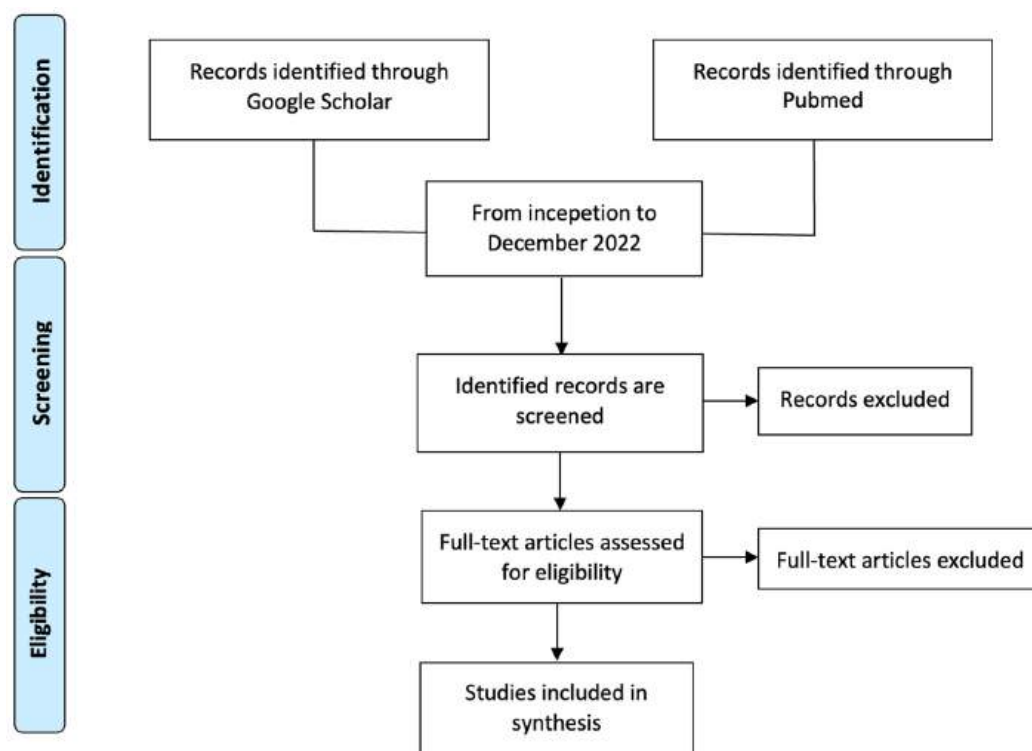 Identification
Records identified through
Google Scholar
Records identified through
Pubmed
From incepetion to
December 2022
Screening
Identified records are
screened
Records excluded
Eligibility
Full-text articles assessed
for eligibility
Full-text articles excluded
Studies included in
synthesis